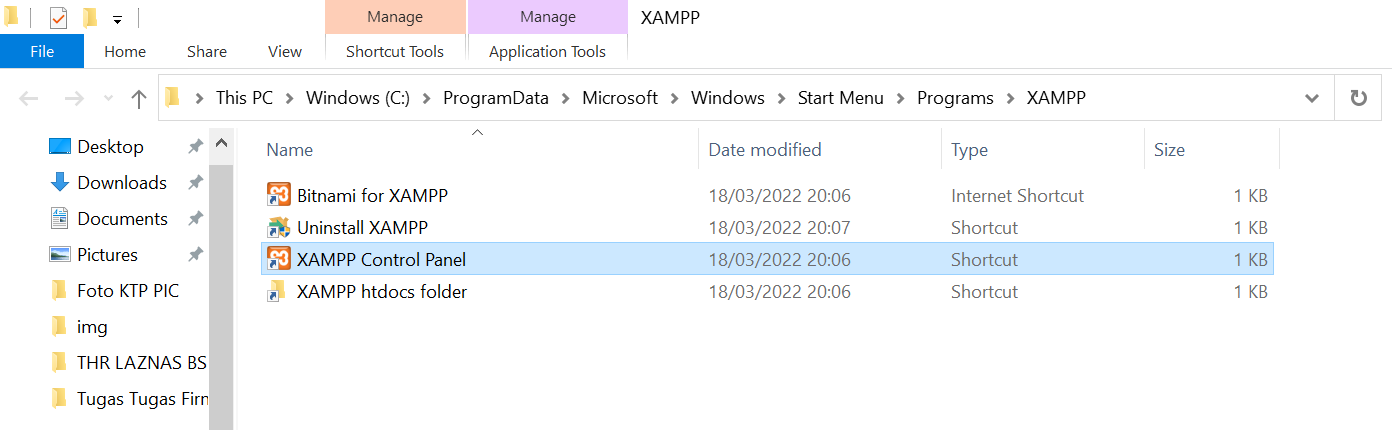 Manage Manage XAMPP
File Home Share View Shortcut Tools Application Tools
This PC Windows (C:) ProgramData Microsoft Windows Start Menu Programs XAMPP
Desktop
Downloads
Documents
Pictures
Foto KTP PIC
img
THR LAZNAS BS
Tugas Tugas Firn
Name Date modified Type Size
Bitnami for XAMPP 18/03/2022 20:06 Internet Shortcut 1 KB
Uninstall XAMPP 18/03/2022 20:07 Shortcut 1 KB
XAMPP Control Panel 18/03/2022 20:06 Shortcut 1 KB
XAMPP htdocs folder 18/03/2022 20:06 Shortcut 1 KB